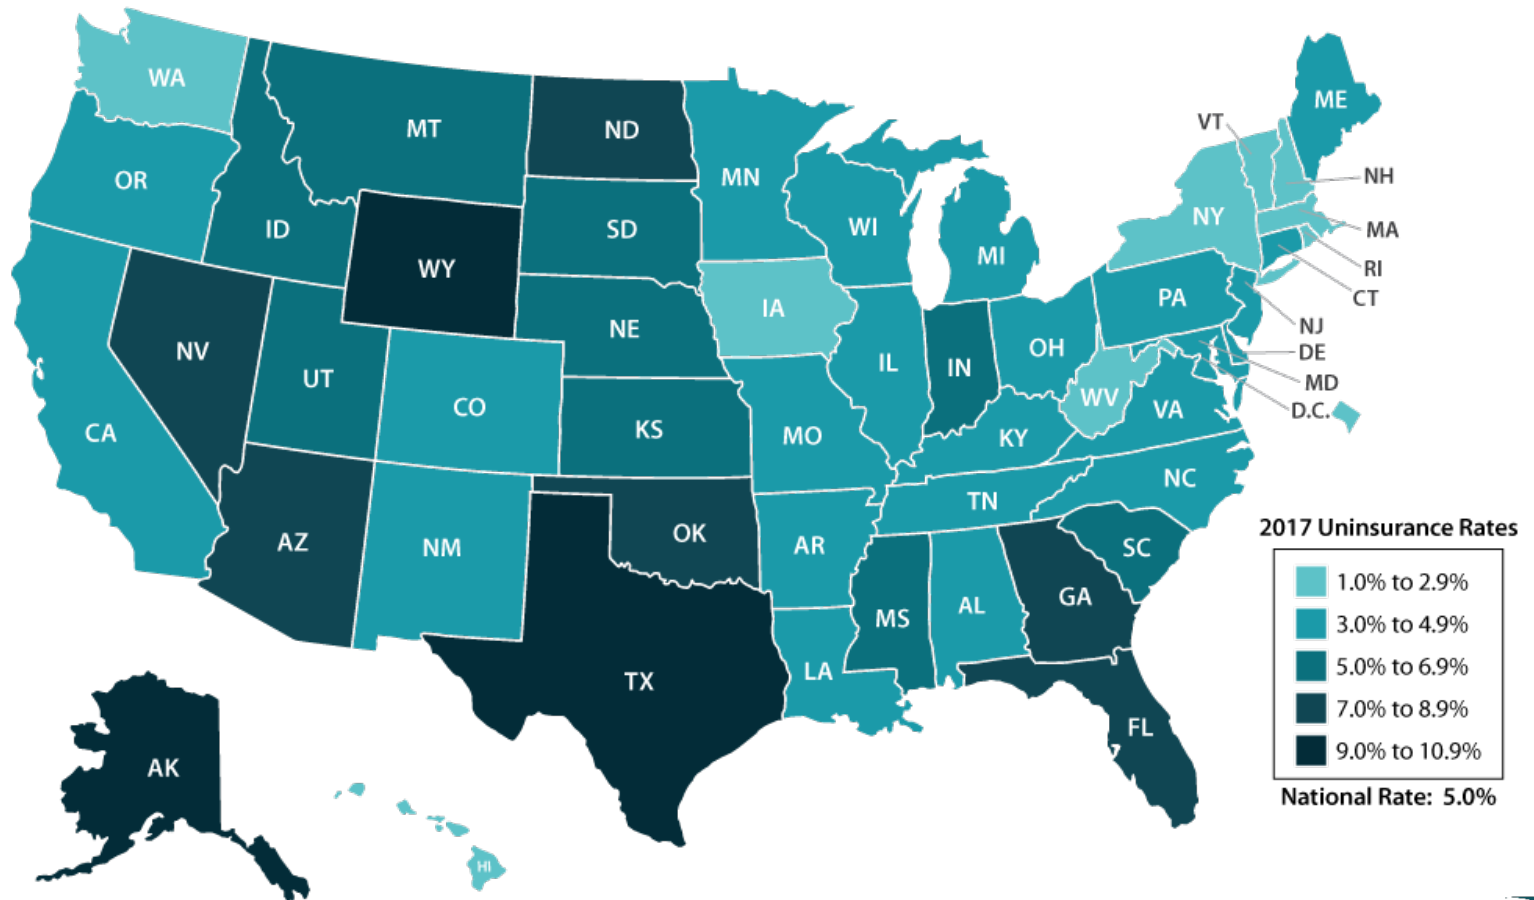 WA
MT
ND
MN
ME
VT
OR
ID
SD
WI
MI
NY
NH
MA
RI
CT
WY
NV
UT
CO
NE
IA
IL
IN
OH
PA
NJ
DE
MD
D.C.
CA
KS
MO
KY
WV
VA
AZ
NM
OK
AR
TN
NC
SC
TX
LA
MS
AL
GA
FL
AK
HI
2017 Uninsurance Rates
1.0% to 2.9%
3.0% to 4.9%
5.0% to 6.9%
7.0% to 8.9%
9.0% to 10.9%
National Rate: 5.0%